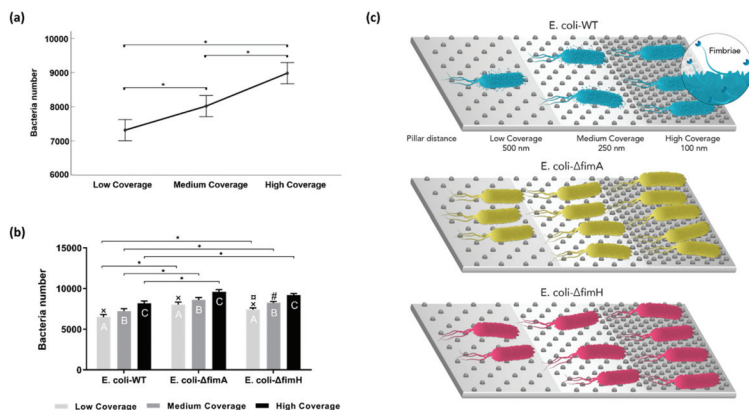 (a)
10000
9000
8000
7000
6000
Bacteria number
*
*
*
Low Coverage Medium Coverage High Coverage
(b)
15000
10000
5000
0
Bacteria number
*
*
*
*
*
*
× A B C
× A B C
¤ × A # B C
E. coli-WT E. coli-ΔfimA E. coli-ΔfimH
Low Coverage Medium Coverage High Coverage
(c)
E. coli-WT
Fimbriae
Pillar distance Low Coverage Medium Coverage High Coverage
500 nm 250 nm 100 nm
E. coli-ΔfimA
E. coli-ΔfimH